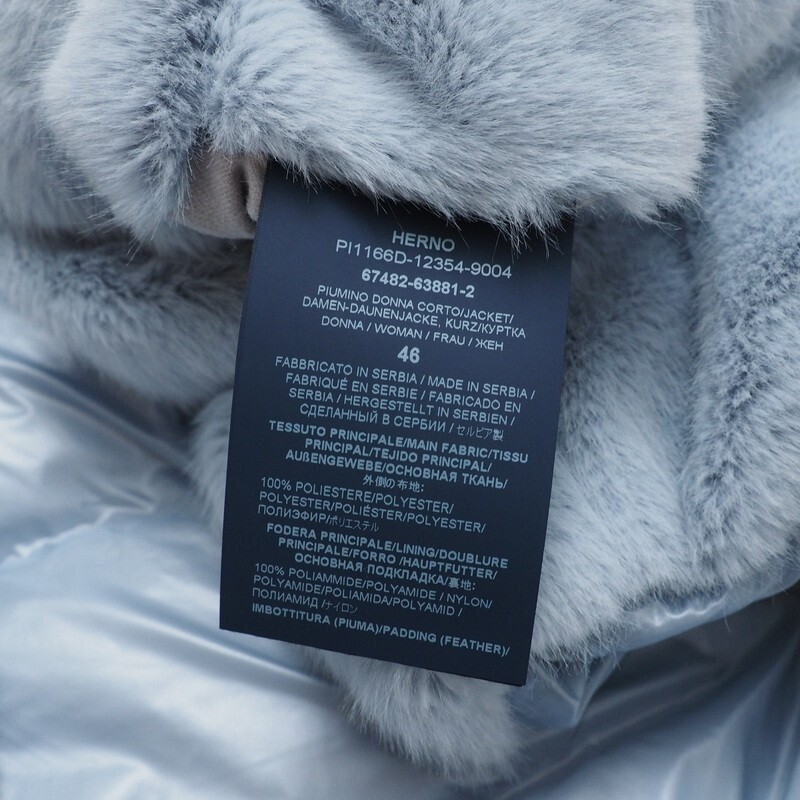 HERNO
PI1166D-12354-9004
67482-63881-2
PIUMINO DONNA CORTO/JACKET/
DAMEN-DAUNENJACKE, KURZ/КУРТКА
DONNA / WOMAN / FRAU / ЖЕН
46
FABBRICATO IN SERBIA / MADE IN SERBIA /
FABRIQUÉ EN SERBIE / FABRICADO EN
SERBIA / HERGESTELLT IN SERBIEN /
СДЕЛАННЫЙ В СЕРБИИ / セルビア製
TESSUTO PRINCIPALE/MAIN FABRIC/TISSU
PRINCIPAL/TEJIDO PRINCIPAL/
AUßENGEWEBE/ОСНОВНАЯ ТКАНЬ/
外側の布地:
100% POLIESTERE/POLYESTER/
POLYESTER/POLIÉSTER/POLYESTER/
ПОЛИЭФИР/ポリエステル
FODERA PRINCIPALE/LINING/DOUBLURE
PRINCIPALE/FORRO /HAUPTFUTTER/
ОСНОВНАЯ ПОДКЛАДКА/裏地:
100% POLIAMMIDE/POLYAMIDE / NYLON/
POLYAMIDE/POLIAMIDA/POLYAMID /
ПОЛИАМИД /ナイロン
IMBOTTITURA (PIUMA)/PADDING (FEATHER)/